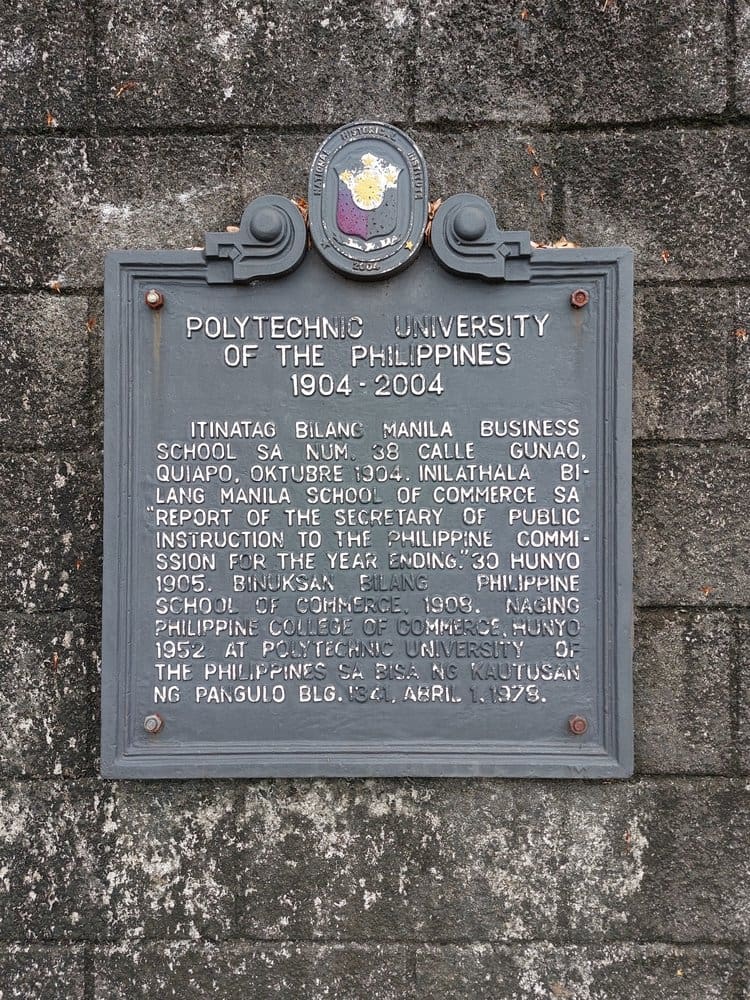 NATIONAL HISTORICAL INSTITUTE
2004
POLYTECHNIC UNIVERSITY
OF THE PHILIPPINES
1904 - 2004
ITINATAG BILANG MANILA BUSINESS
SCHOOL SA NUM. 38 CALLE GUNAO,
QUIAPO, OKTUBRE 1904. INILATHALA BI-
LANG MANILA SCHOOL OF COMMERCE SA
"REPORT OF THE SECRETARY OF PUBLIC
INSTRUCTION TO THE PHILIPPINE COMMI-
SSION FOR THE YEAR ENDING." 30 HUNYO
1905. BINUKSAN BILANG PHILIPPINE
SCHOOL OF COMMERCE, 1908. NAGING
PHILIPPINE COLLEGE OF COMMERCE, HUNYO
1952 AT POLYTECHNIC UNIVERSITY OF
THE PHILIPPINES SA BISA NG KAUTUSAN
NG PANGULO BLG. 1341, ABRIL 1, 1978.